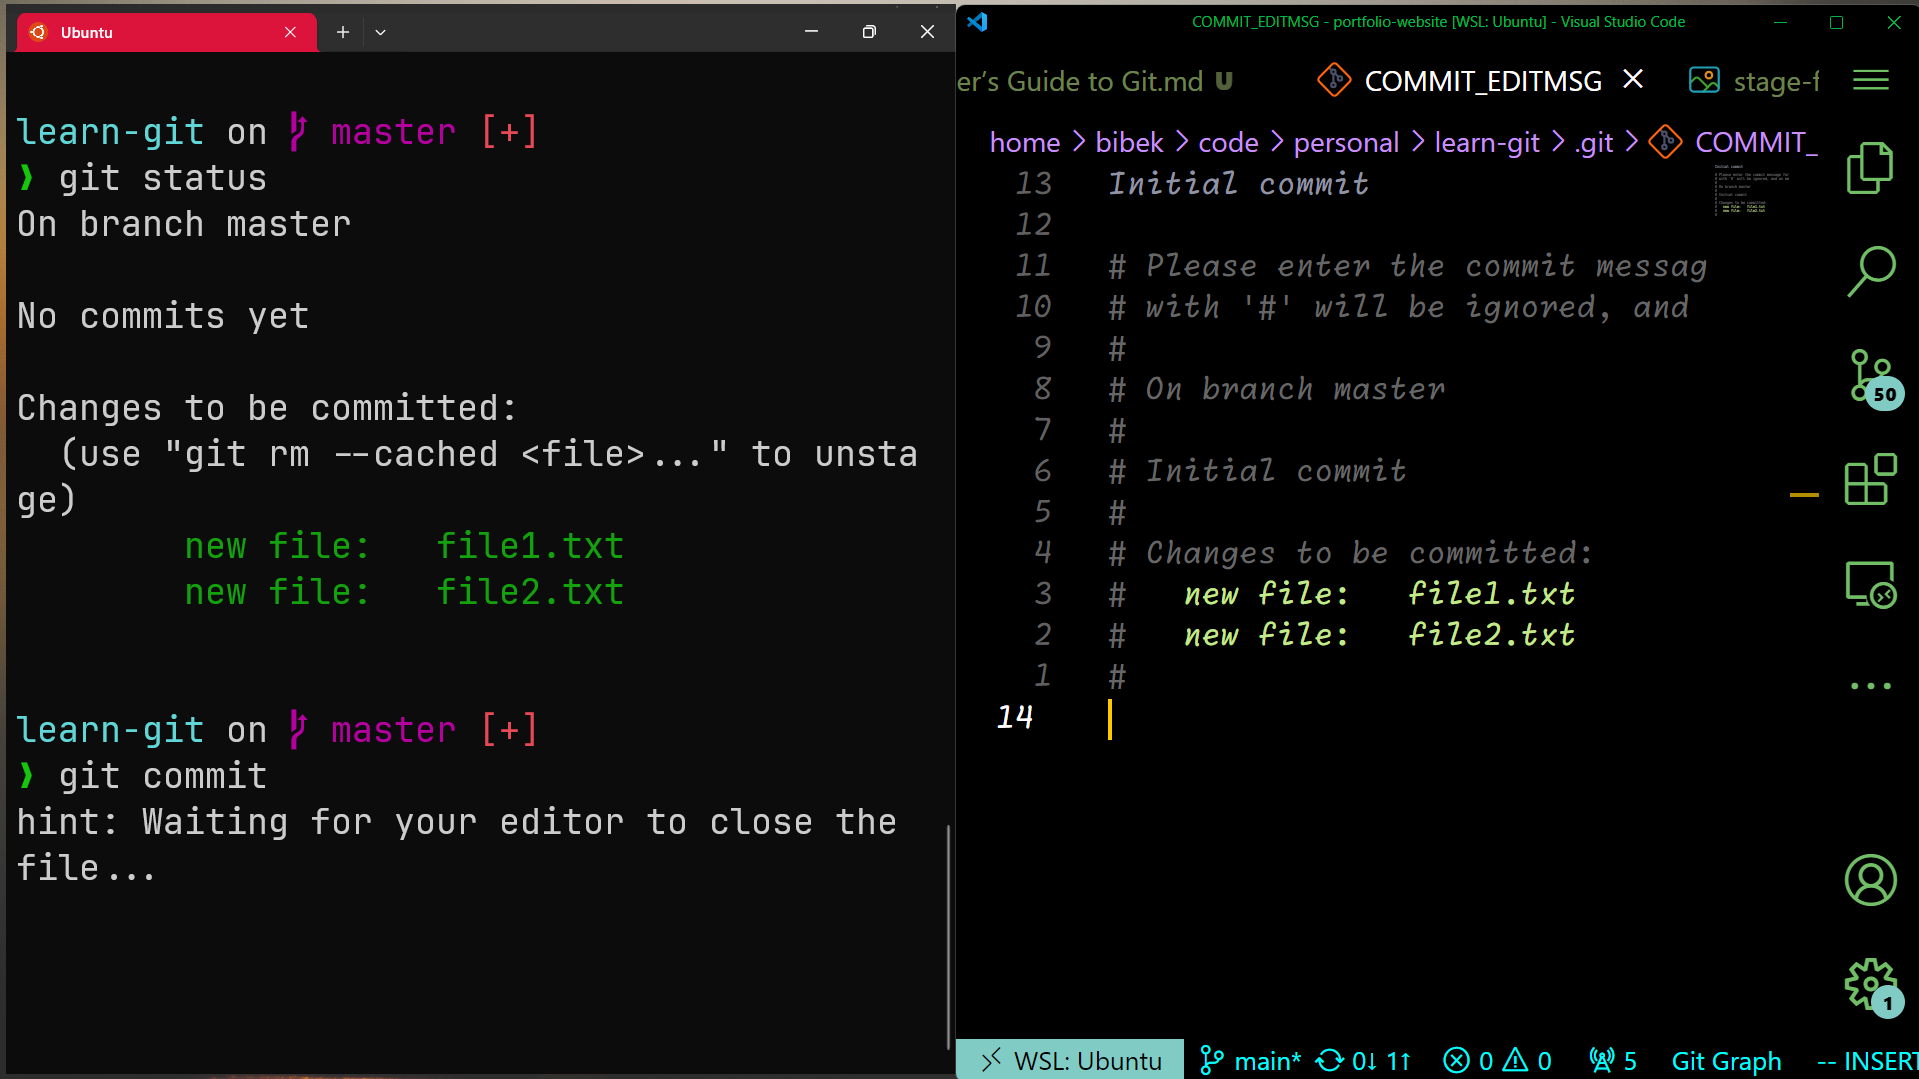 Ubuntu
learn-git on master [+]
❯ git status
On branch master
No commits yet
Changes to be committed:
(use "git rm --cached <file>..." to unsta
ge)
new file:   file1.txt
new file:   file2.txt
learn-git on master [+]
❯ git commit
hint: Waiting for your editor to close the
file...
COMMIT_EDITMSG - portfolio-website [WSL: Ubuntu] - Visual Studio Code
er's Guide to Git.md U
COMMIT_EDITMSG
stage-f
home > bibek > code > personal > learn-git > .git > COMMIT_
13 Initial commit
12
11 # Please enter the commit messag
10 # with '#' will be ignored, and
9 #
8 # On branch master
7 #
6 # Initial commit
5 #
4 # Changes to be committed:
3 #   new file:   file1.txt
2 #   new file:   file2.txt
1 #
14
50
1
WSL: Ubuntu main* 0↓ 1↑ 0 0 5 Git Graph -- INSERT